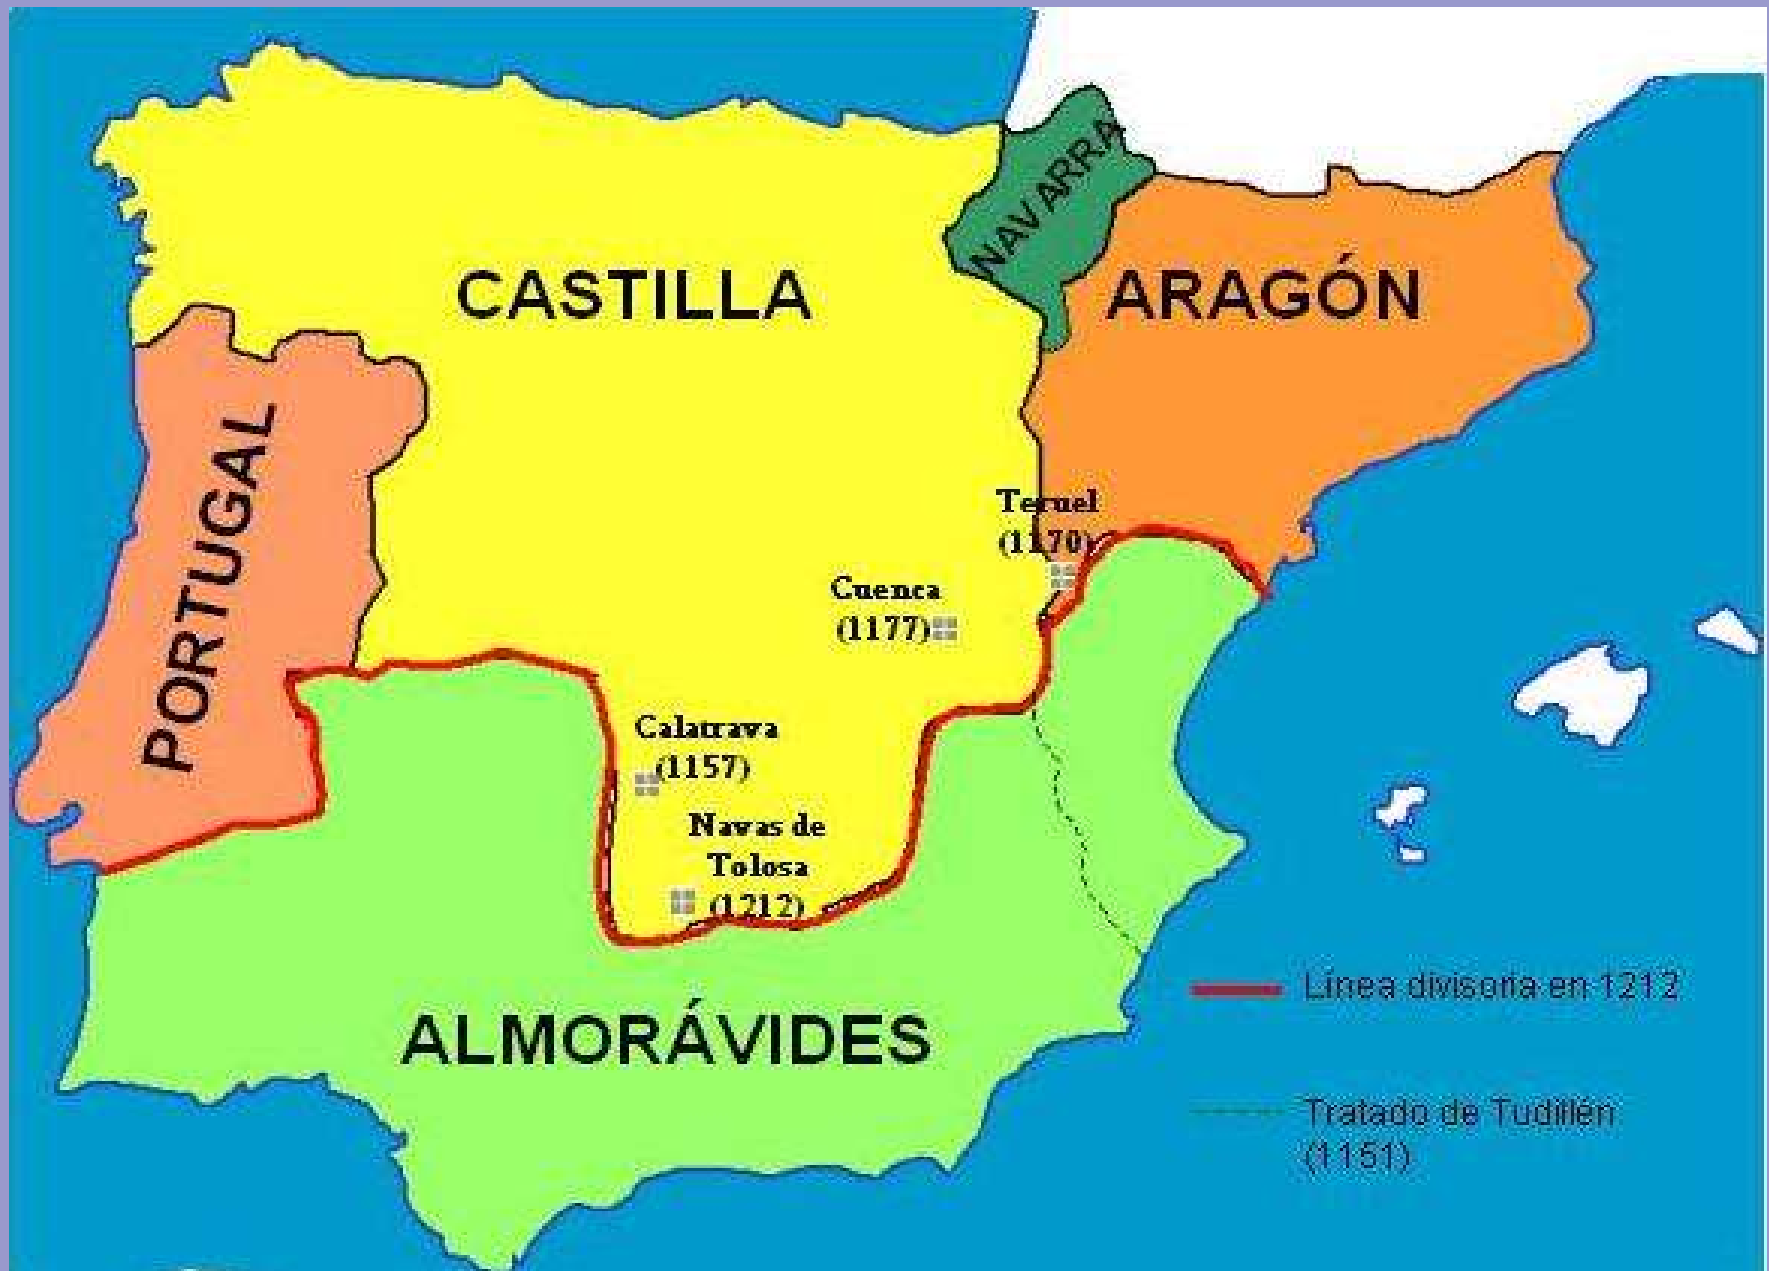 NAVARRA
CASTILLA
ARAGÓN
PORTUGAL
Teruel
(1170)
Cuenca
(1177)
Calatrava
(1157)
Navas de
Tolosa
(1212)
ALMORÁVIDES
Línea divisoria en 1212
Tratado de Tudillén
(1151)